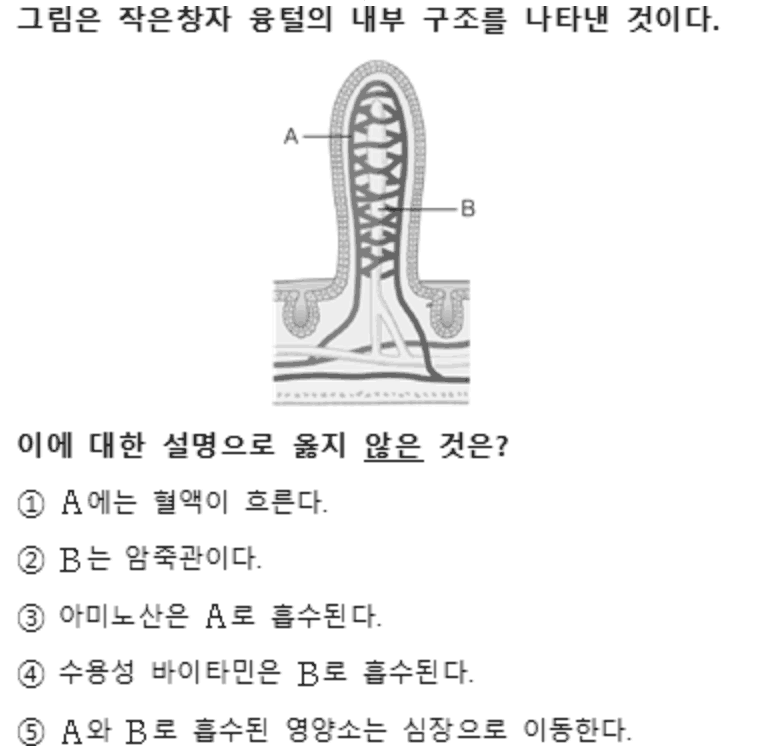 그림은 작은창자 융털의 내부 구조를 나타낸 것이다.
A
B
이에 대한 설명으로 옳지 않은 것은?
① A에는 혈액이 흐른다.
② B는 암죽관이다.
③ 아미노산은 A로 흡수된다.
④ 수용성 바이타민은 B로 흡수된다.
⑤ A와 B로 흡수된 영양소는 심장으로 이동한다.